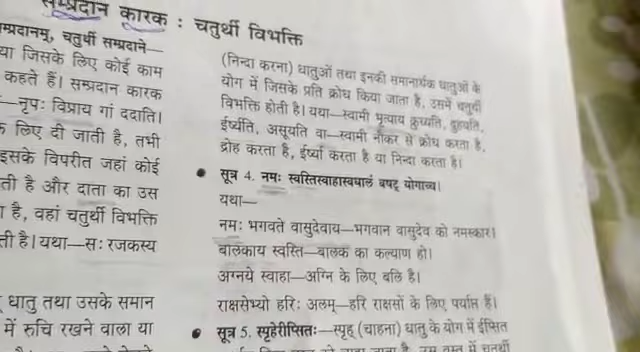 सम्प्रदान कारक : चतुर्थी विभक्ति
म्प्रदानम्, चतुर्थी सम्प्रदाने—
या जिसके लिए कोई काम
कहते हैं। सम्प्रदान कारक
—नृपः विप्राय गां ददाति।
के लिए दी जाती है, तभी
इसके विपरीत जहां कोई
ती है और दाता का उस
ा है, वहां चतुर्थी विभक्ति
ती है। यथा—सः रजकस्य
धातु तथा उसके समान
में रुचि रखने वाला या
(निन्दा करना) धातुओं तथा इनकी समानार्थक धातुओं के
योग में जिसके प्रति क्रोध किया जाता है, उसमें चतुर्थी
विभक्ति होती है। यथा—स्वामी भृत्याय क्रुध्यति, द्रुह्यति,
ईर्ष्यति, असूयति वा—स्वामी नौकर से क्रोध करता है,
द्रोह करता है, ईर्ष्या करता है या निन्दा करता है।
• सूत्र 4. नमः स्वस्तिस्वाहास्वधालं वषट् योगाच्च।
यथा—
नमः भगवते वासुदेवाय—भगवान वासुदेव को नमस्कार।
बालकाय स्वस्ति—बालक का कल्याण हो।
अग्नये स्वाहा—अग्नि के लिए बलि है।
राक्षसेभ्यो हरिः अलम्—हरि राक्षसों के लिए पर्याप्त हैं।
• सूत्र 5. स्पृहेरीप्सितः—स्पृह् (चाहना) धातु के योग में ईप्सित